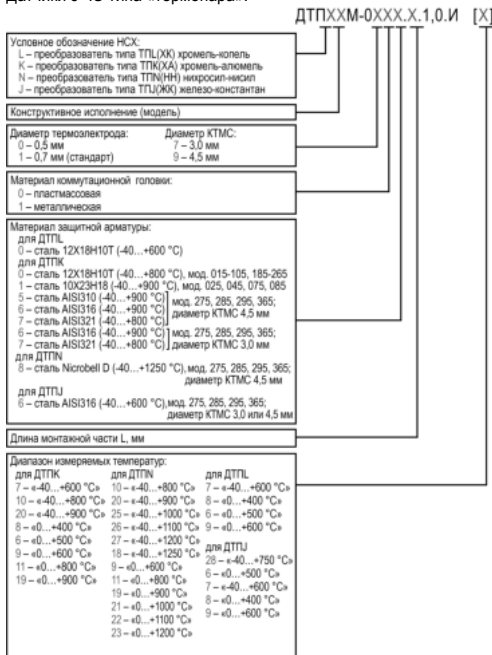 Датчики с ЧЭ типа «термопара»:
ДТПXXМ-0XXX.X.1,0.И [X]
Условное обозначение НСХ:
L – преобразователь типа ТПL(ХК) хромель-копель
K – преобразователь типа ТПК(ХА) хромель-алюмель
N – преобразователь типа ТПN(НН) нихросил-нисил
J – преобразователь типа ТПJ(ЖК) железо-константан
Конструктивное исполнение (модель)
Диаметр термоэлектрода: Диаметр КТМС:
0 – 0,5 мм 7 – 3,0 мм
1 – 0,7 мм (стандарт) 9 – 4,5 мм
Материал коммутационной головки:
0 – пластмассовая
1 – металлическая
Материал защитной арматуры:
для ДТПL
0 – сталь 12Х18Н10Т (-40...+600 °С)
для ДТПК
0 – сталь 12Х18Н10Т (-40...+800 °С), мод. 015-105, 185-265
1 – сталь 10Х23Н18 (-40...+900 °С), мод. 025, 045, 075, 085
5 – сталь AISI310 (-40...+900 °С)] мод. 275, 285, 295, 365;
6 – сталь AISI316 (-40...+900 °С)
7 – сталь AISI321 (-40...+800 °С)] диаметр КТМС 4,5 мм
6 – сталь AISI316 (-40...+900 °С)] мод. 275, 285, 295, 365;
7 – сталь AISI321 (-40...+800 °С)] диаметр КТМС 3,0 мм
для ДТПN
8 – сталь Nicrobell D (-40...+1250 °С), мод. 275, 285, 295, 365;
диаметр КТМС 4,5 мм
для ДТПJ
6 – сталь AISI316 (-40...+600 °С), мод. 275, 285, 295, 365;
диаметр КТМС 3,0 или 4,5 мм
Длина монтажной части L, мм
Диапазон измеряемых температур:
для ДТПК
7 – «-40...+600 °С»
10 – «-40...+800 °С»
20 – «-40...+900 °С»
8 – «0...+400 °С»
6 – «0...+500 °С»
9 – «0...+600 °С»
11 – «0...+800 °С»
19 – «0...+900 °С»
для ДТПN
10 – «-40...+800 °С»
20 – «-40...+900 °С»
25 – «-40...+1000 °С»
26 – «-40...+1100 °С»
27 – «-40...+1200 °С»
18 – «-40...+1250 °С»
9 – «0...+600 °С»
11 – «0...+800 °С»
19 – «0...+900 °С»
21 – «0...+1000 °С»
22 – «0...+1100 °С»
23 – «0...+1200 °С»
для ДТПL
7 – «-40...+600 °С»
8 – «0...+400 °С»
6 – «0...+500 °С»
9 – «0...+600 °С»
для ДТПJ
28 – «-40...+750 °С»
6 – «0...+500 °С»
7 – «-40...+600 °С»
8 – «0...+400 °С»
9 – «0...+600 °С»